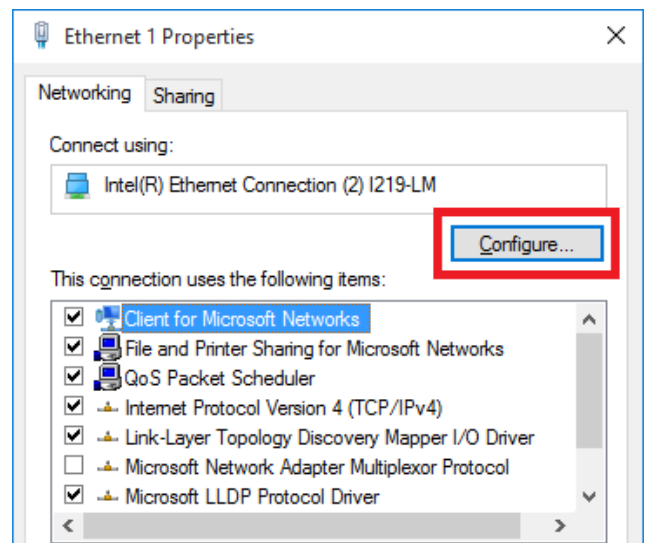 Ethernet 1 Properties
Networking Sharing
Connect using:
Intel(R) Ethernet Connection (2) I219-LM
Configure...
This connection uses the following items:
Client for Microsoft Networks
File and Printer Sharing for Microsoft Networks
QoS Packet Scheduler
Internet Protocol Version 4 (TCP/IPv4)
Link-Layer Topology Discovery Mapper I/O Driver
Microsoft Network Adapter Multiplexor Protocol
Microsoft LLDP Protocol Driver